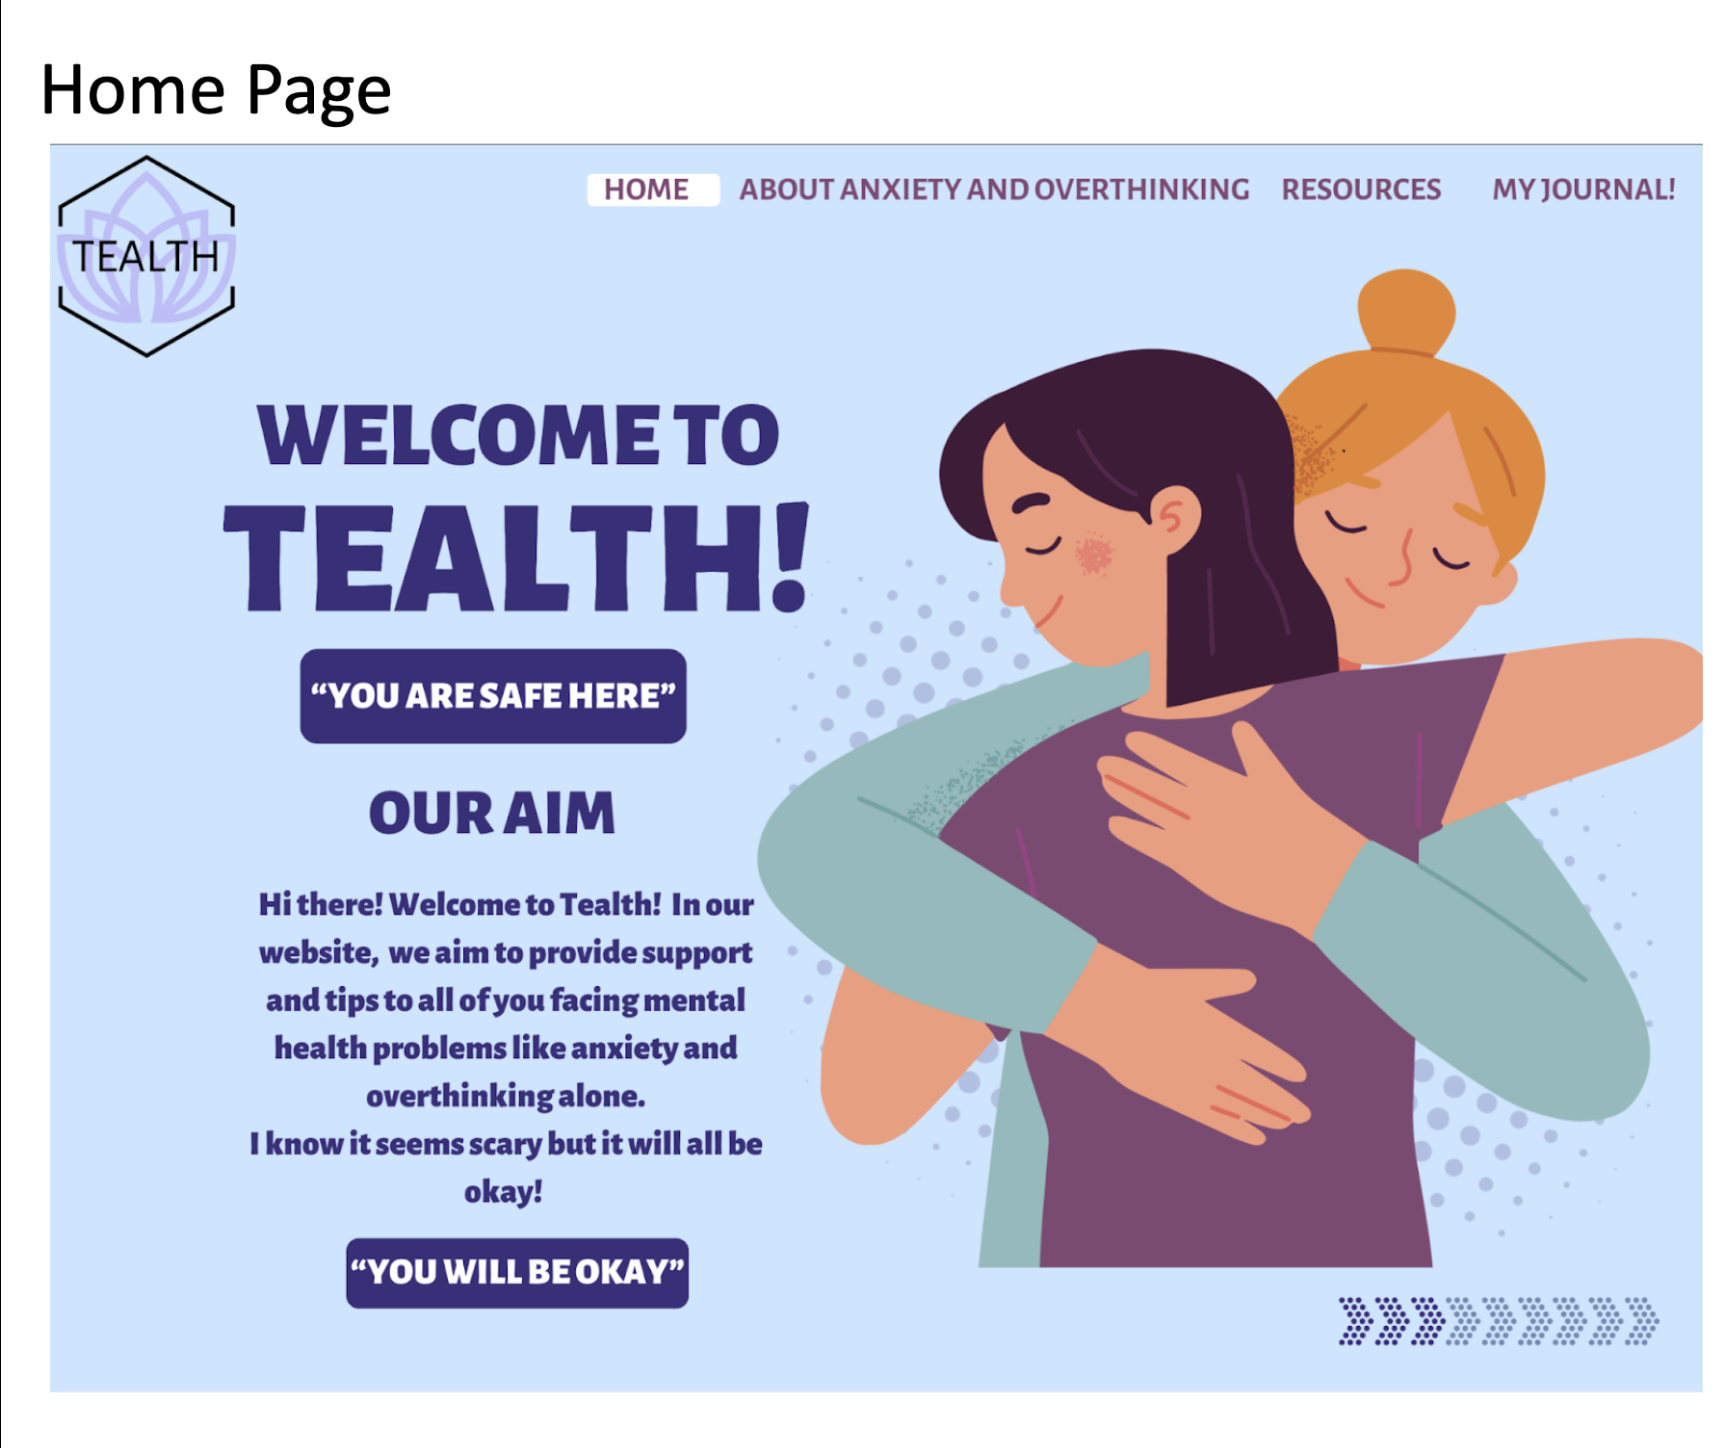 Home Page
TEALTH
HOME ABOUT ANXIETY AND OVERTHINKING RESOURCES MY JOURNAL!
WELCOME TO
TEALTH!
“YOU ARE SAFE HERE”
OUR AIM
Hi there! Welcome to Tealth! In our
website, we aim to provide support
and tips to all of you facing mental
health problems like anxiety and
overthinking alone.
I know it seems scary but it will all be
okay!
“YOU WILL BE OKAY”